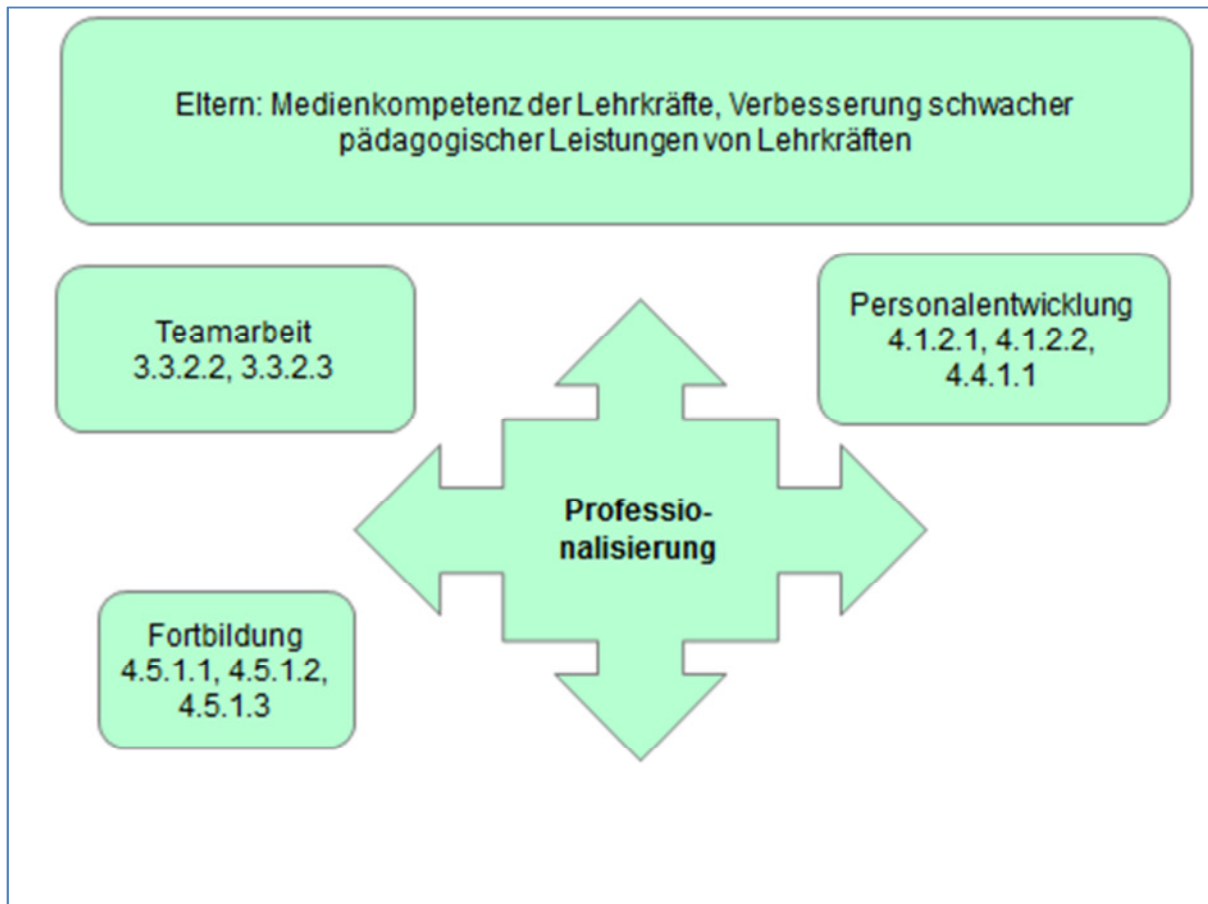 Eltern: Medienkompetenz der Lehrkräfte, Verbesserung schwacher
pädagogischer Leistungen von Lehrkräften
Teamarbeit
3.3.2.2, 3.3.2.3
Personalentwicklung
4.1.2.1, 4.1.2.2,
4.4.1.1
Professio-
nalisierung
Fortbildung
4.5.1.1, 4.5.1.2,
4.5.1.3